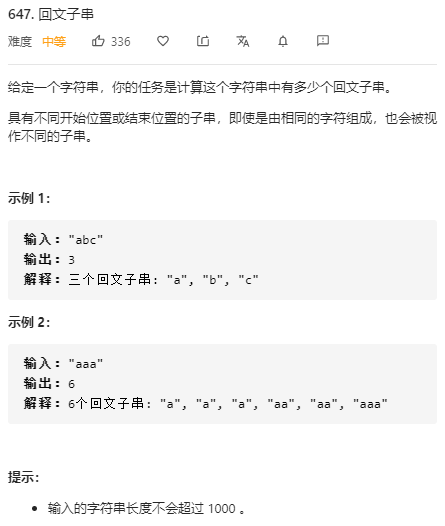 647. 回文子串
难度 中等 336
给定一个字符串，你的任务是计算这个字符串中有多少个回文子串。
具有不同开始位置或结束位置的子串，即使是由相同的字符组成，也会被视
作不同的子串。
示例 1：
输入："abc"
输出：3
解释：三个回文子串: "a", "b", "c"
示例 2：
输入："aaa"
输出：6
解释：6个回文子串: "a", "a", "a", "aa", "aa", "aaa"
提示：
• 输入的字符串长度不会超过 1000 。